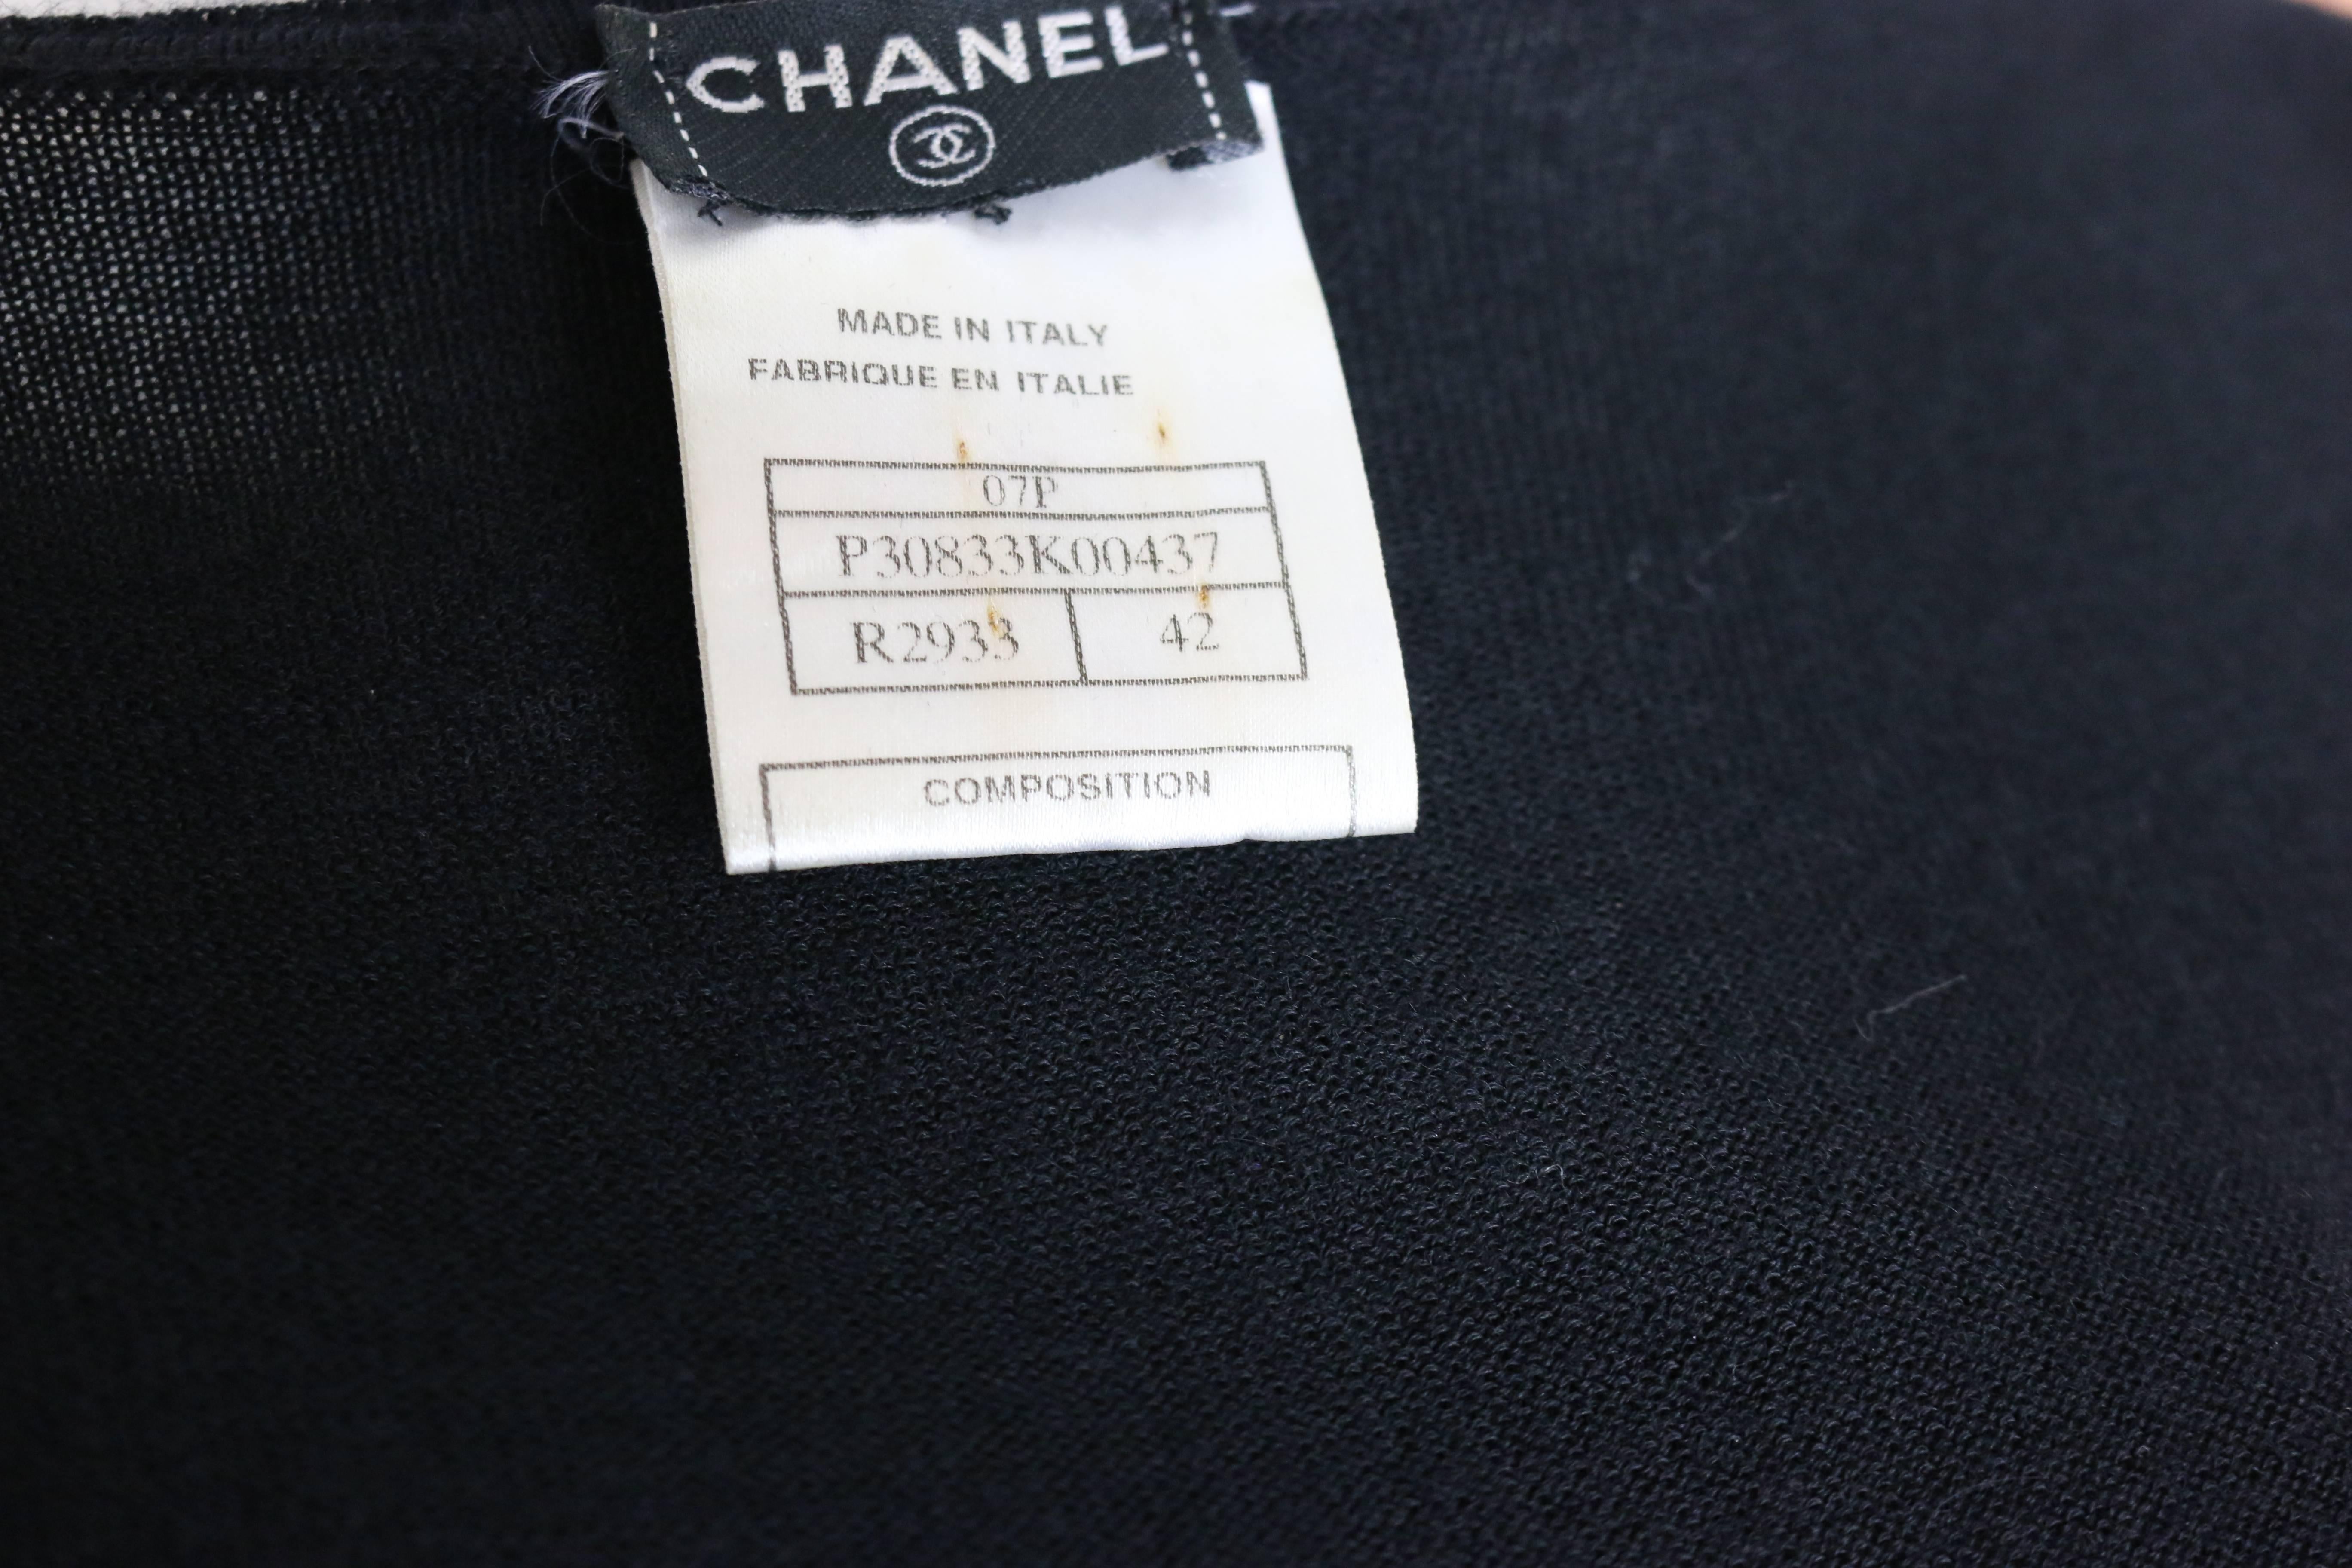 CHANEL
MADE IN ITALY
FABRIQUE EN ITALIE
07P
P30833K00437
R2933 42
COMPOSITION